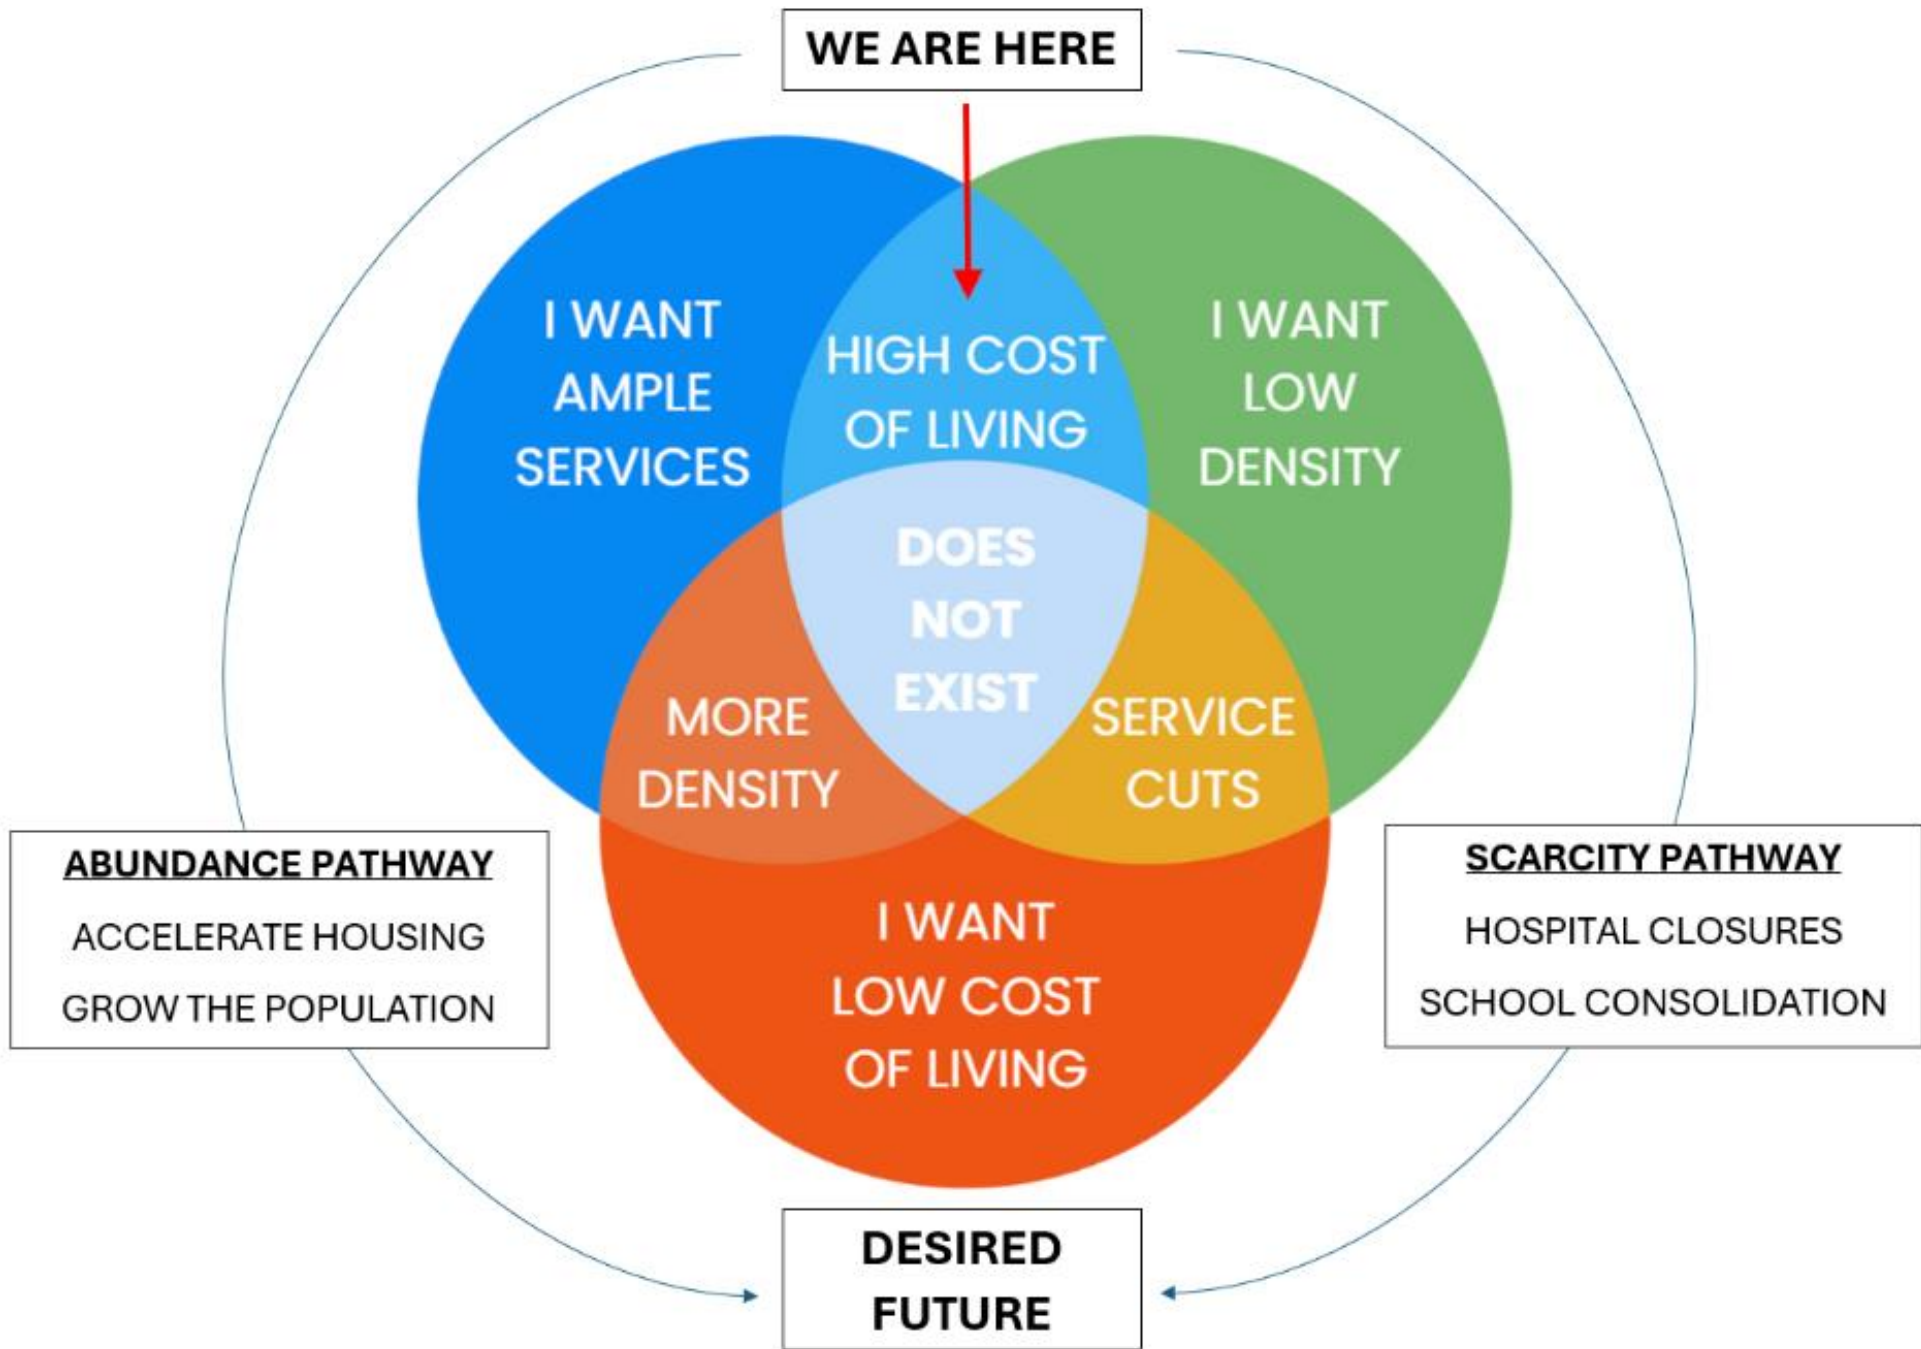 WE ARE HERE
I WANT
AMPLE
SERVICES
HIGH COST
OF LIVING
I WANT
LOW
DENSITY
DOES
NOT
EXIST
MORE
DENSITY
SERVICE
CUTS
I WANT
LOW COST
OF LIVING
ABUNDANCE PATHWAY
ACCELERATE HOUSING
GROW THE POPULATION
SCARCITY PATHWAY
HOSPITAL CLOSURES
SCHOOL CONSOLIDATION
DESIRED
FUTURE